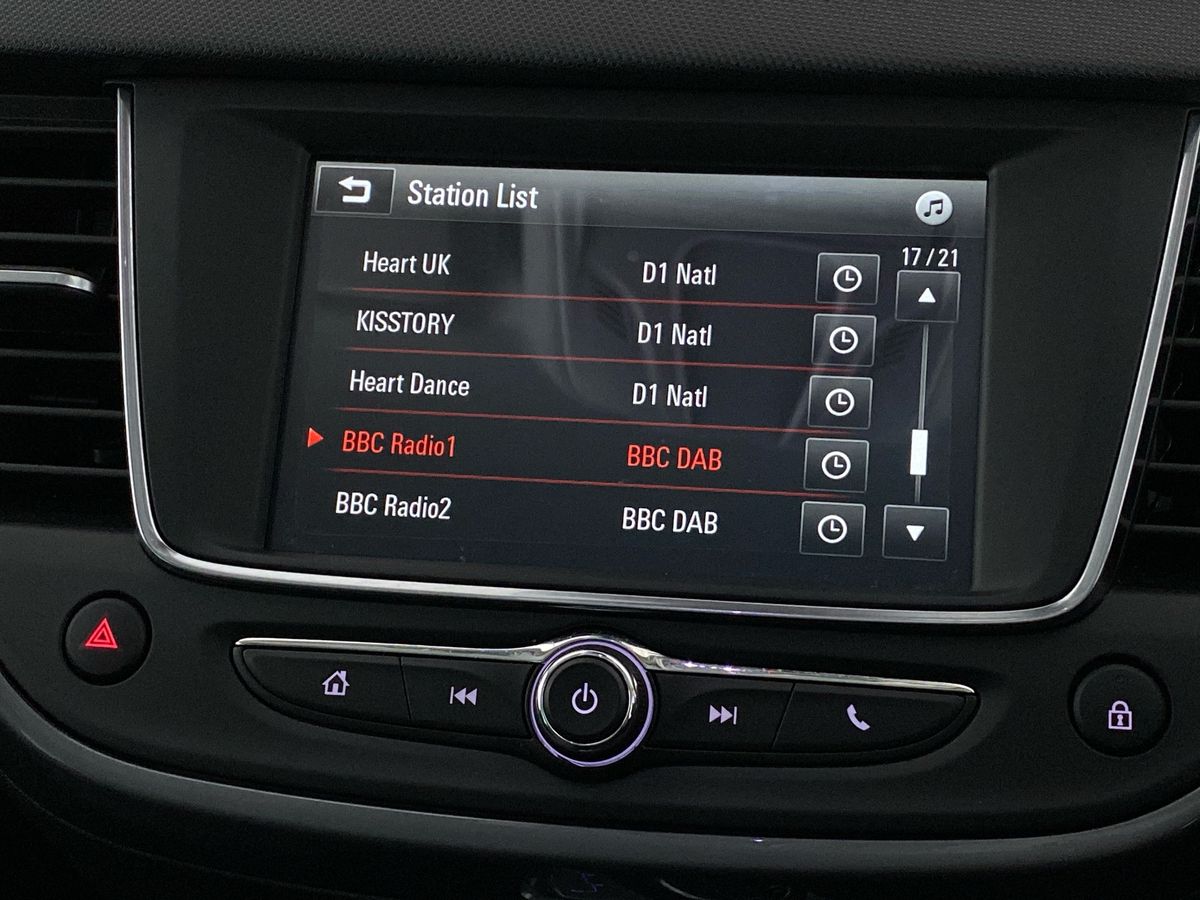 Station List
17/21
Heart UK D1 Natl
KISSTORY D1 Natl
Heart Dance D1 Natl
BBC Radio1 BBC DAB
BBC Radio2 BBC DAB